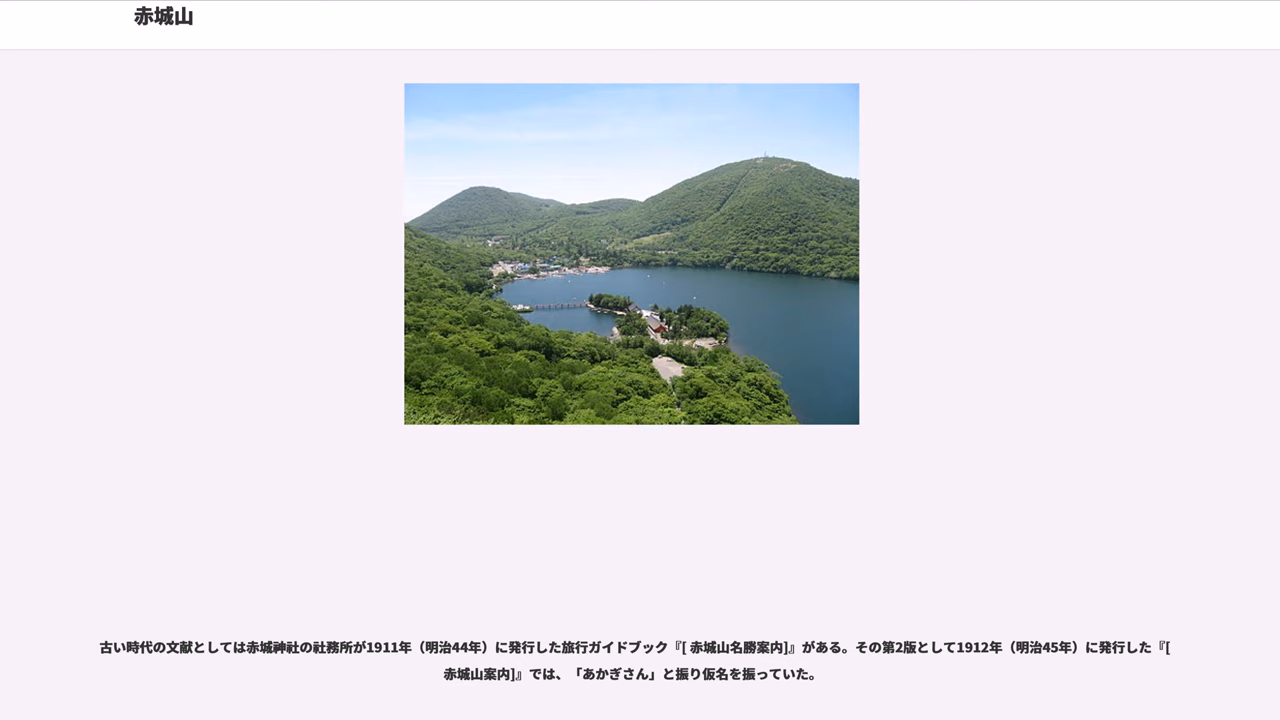 赤城山
古い時代の文献としては赤城神社の社務所が1911年（明治44年）に発行した旅行ガイドブック『[ 赤城山名勝案内]』がある。その第2版として1912年（明治45年）に発行した『[
赤城山案内]』では、「あかぎさん」と振り仮名を振っていた。